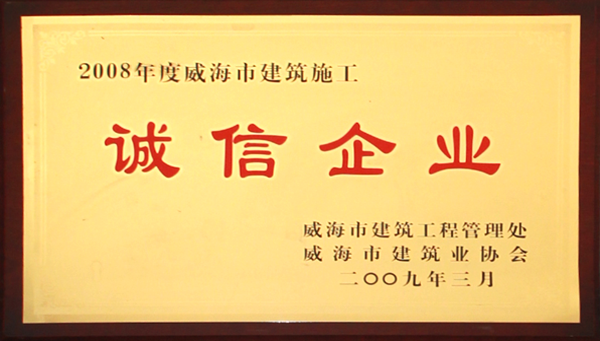 2008年度威海市建筑施工
诚信企业
威海市建筑工程管理处
威海市建筑业协会
二〇〇九年三月